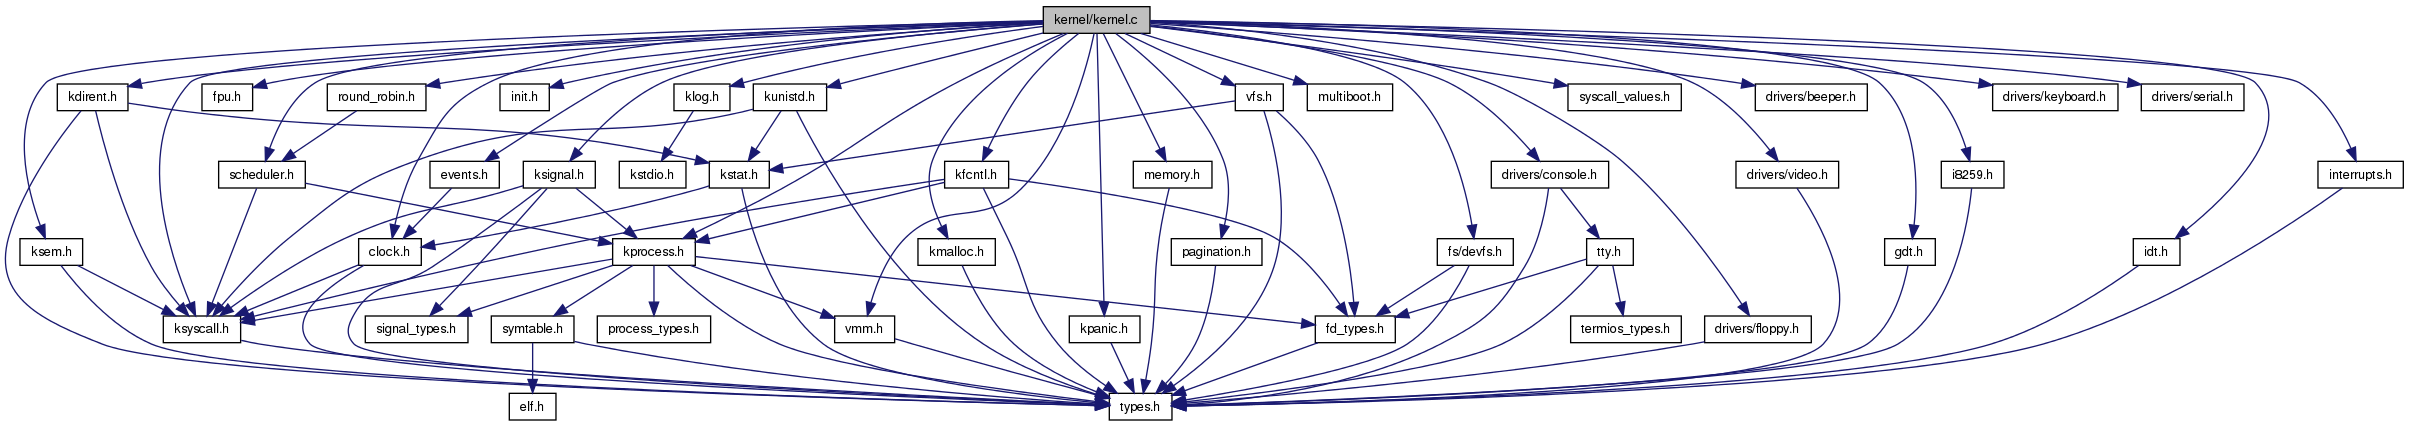 kernel/kernel.c
kdirent.h
fpu.h
round_robin.h
init.h
klog.h
kunistd.h
vfs.h
multiboot.h
syscall_values.h
drivers/beeper.h
drivers/keyboard.h
drivers/serial.h
scheduler.h
events.h
ksignal.h
kstdio.h
kstat.h
kfcntl.h
memory.h
drivers/console.h
drivers/video.h
i8259.h
interrupts.h
ksem.h
clock.h
kprocess.h
kmalloc.h
pagination.h
fs/devfs.h
tty.h
gdt.h
idt.h
ksyscall.h
signal_types.h
symtable.h
process_types.h
vmm.h
kpanic.h
fd_types.h
termios_types.h
drivers/floppy.h
elf.h
types.h